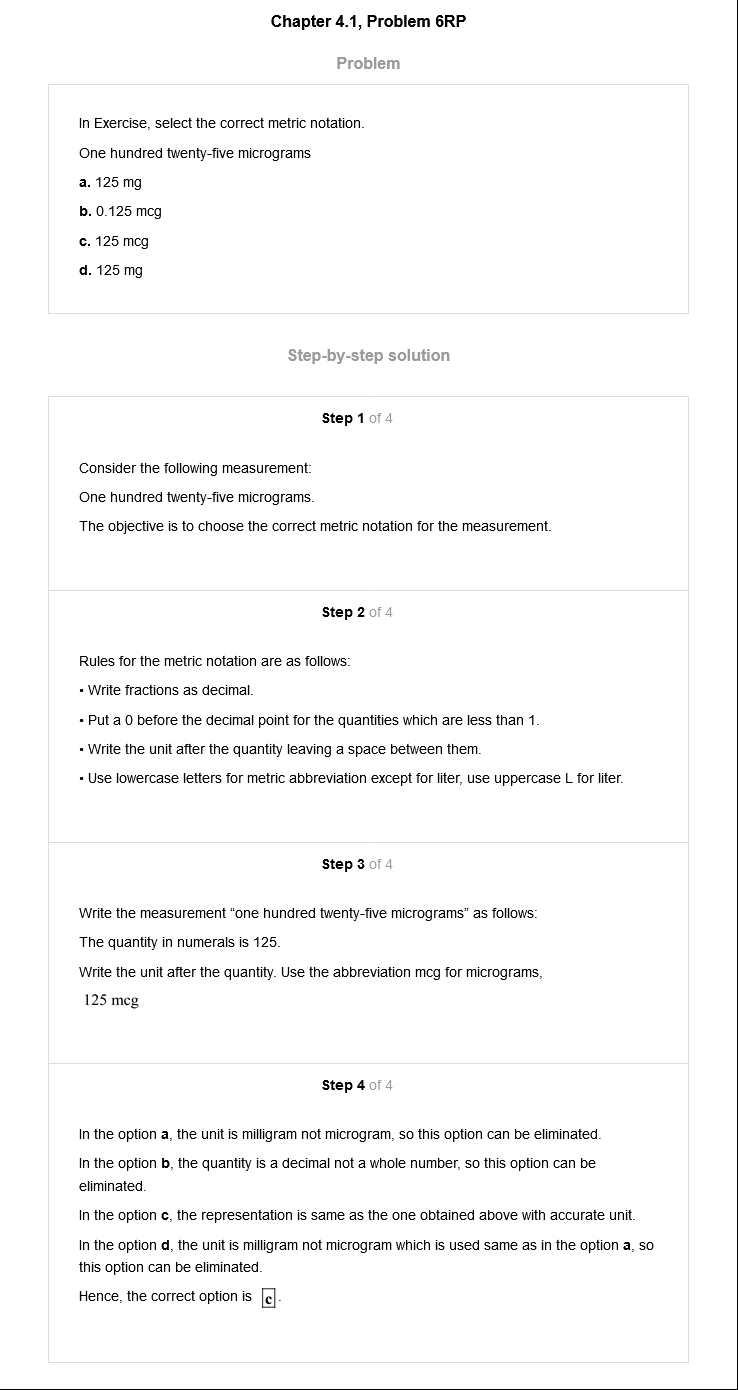 Chapter 4.1, Problem 6RP
Problem
In Exercise, select the correct metric notation.
One hundred twenty-five micrograms
a. 125 mg
b. 0.125 mcg
c. 125 mcg
d. 125 mg
Step-by-step solution
Step 1 of 4
Consider the following measurement:
One hundred twenty-five micrograms.
The objective is to choose the correct metric notation for the measurement.
Step 2 of 4
Rules for the metric notation are as follows:
• Write fractions as decimal.
• Put a 0 before the decimal point for the quantities which are less than 1.
• Write the unit after the quantity leaving a space between them.
• Use lowercase letters for metric abbreviation except for liter, use uppercase L for liter.
Step 3 of 4
Write the measurement “one hundred twenty-five micrograms” as follows:
The quantity in numerals is 125.
Write the unit after the quantity. Use the abbreviation mcg for micrograms,
125 mcg
Step 4 of 4
In the option a, the unit is milligram not microgram, so this option can be eliminated.
In the option b, the quantity is a decimal not a whole number, so this option can be
eliminated.
In the option c, the representation is same as the one obtained above with accurate unit.
In the option d, the unit is milligram not microgram which is used same as in the option a, so
this option can be eliminated.
Hence, the correct option is c.